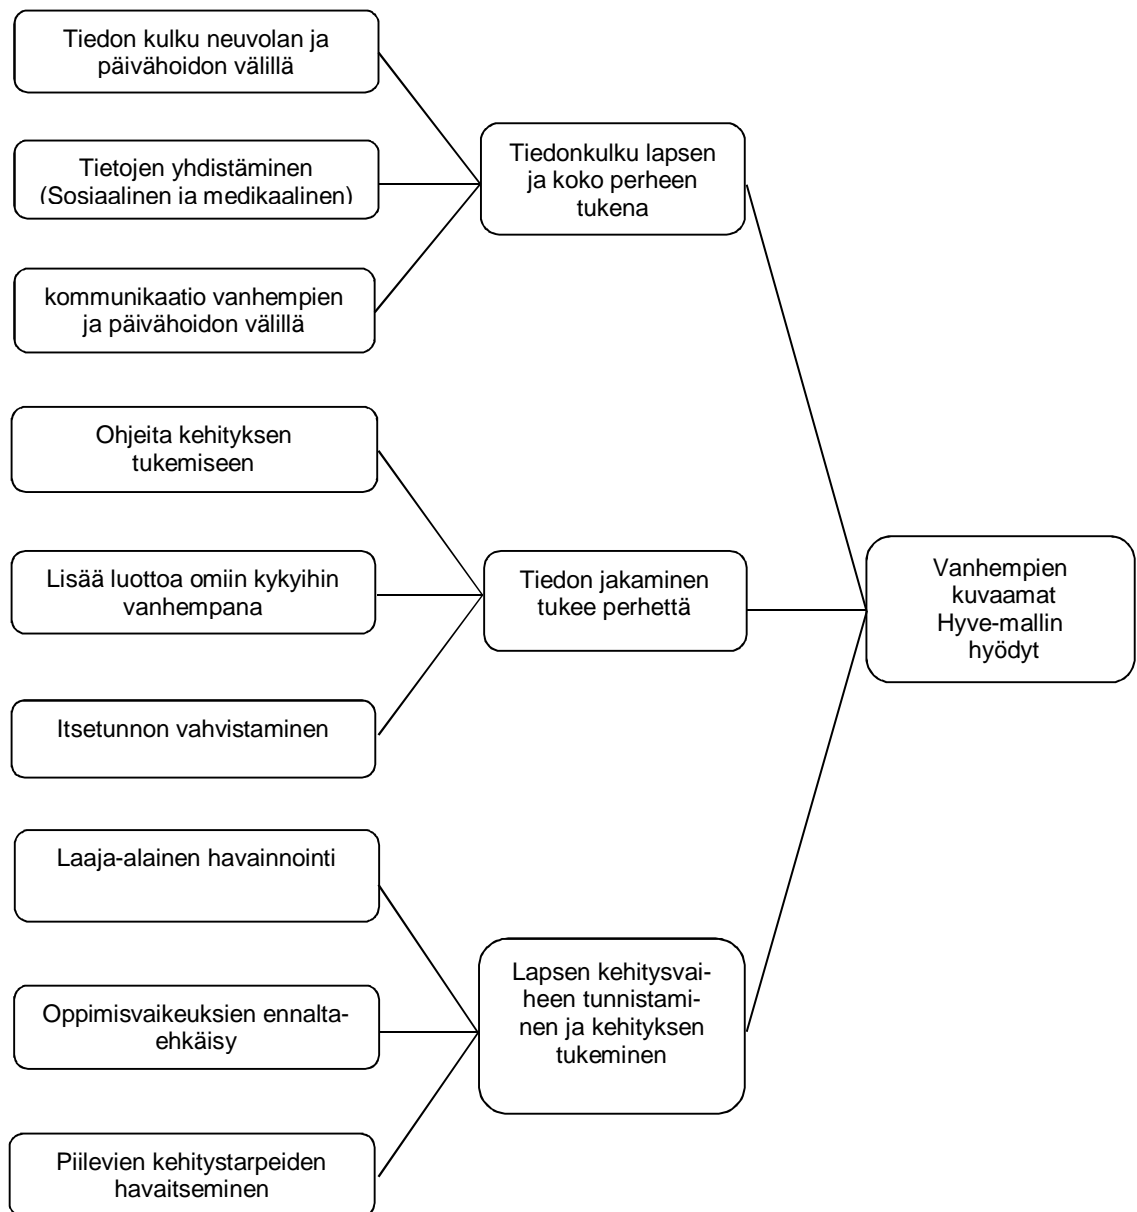 Tiedon kulku neuvolan ja
päivähoidon välillä
Tietojen yhdistäminen
(Sosiaalinen ja medikaalinen)
kommunikaatio vanhempien
ja päivähoidon välillä
Tiedonkulku lapsen
ja koko perheen
tukena
Ohjeita kehityksen
tukemiseen
Lisää luottoa omiin kykyihin
vanhempana
Itsetunnon vahvistaminen
Tiedon jakaminen
tukee perhettä
Laaja-alainen havainnointi
Oppimisvaikeuksien ennalta-
ehkäisy
Piilevien kehitystarpeiden
havaitseminen
Lapsen kehitysvai-
heen tunnistami-
nen ja kehityksen
tukeminen
Vanhempien
kuvaamat
Hyve-mallin
hyödyt